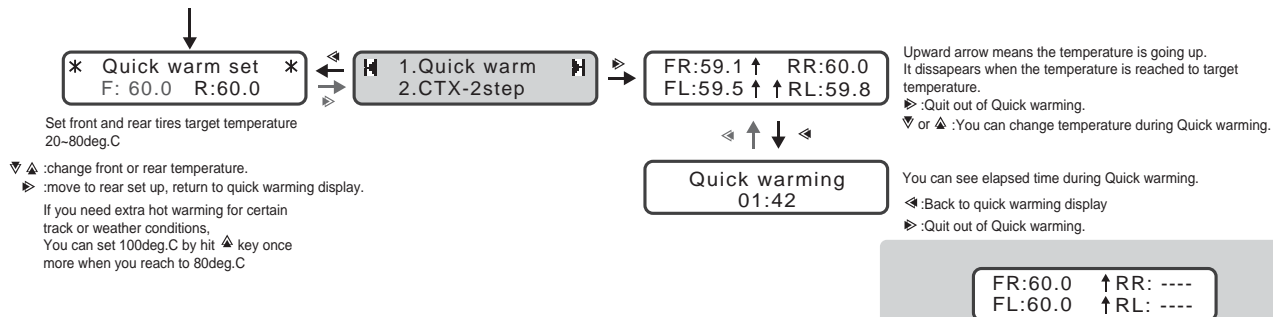 Quick warm set
F: 60.0 R:60.0
Set front and rear tires target temperature
20~80deg.C
:change front or rear temperature.
:move to rear set up, return to quick warming display.
If you need extra hot warming for certain
track or weather conditions,
You can set 100deg.C by hit key once
more when you reach to 80deg.C
1.Quick warm
2.CTX-2step
FR:59.1 ↑ RR:60.0
FL:59.5 ↑ ↑ RL:59.8
Upward arrow means the temperature is going up.
It dissapears when the temperature is reached to target
temperature.
:Quit out of Quick warming.
or :You can change temperature during Quick warming.
Quick warming
01:42
You can see elapsed time during Quick warming.
:Back to quick warming display
:Quit out of Quick warming.
FR:60.0 ↑ RR: ----
FL:60.0 ↑ RL: ----